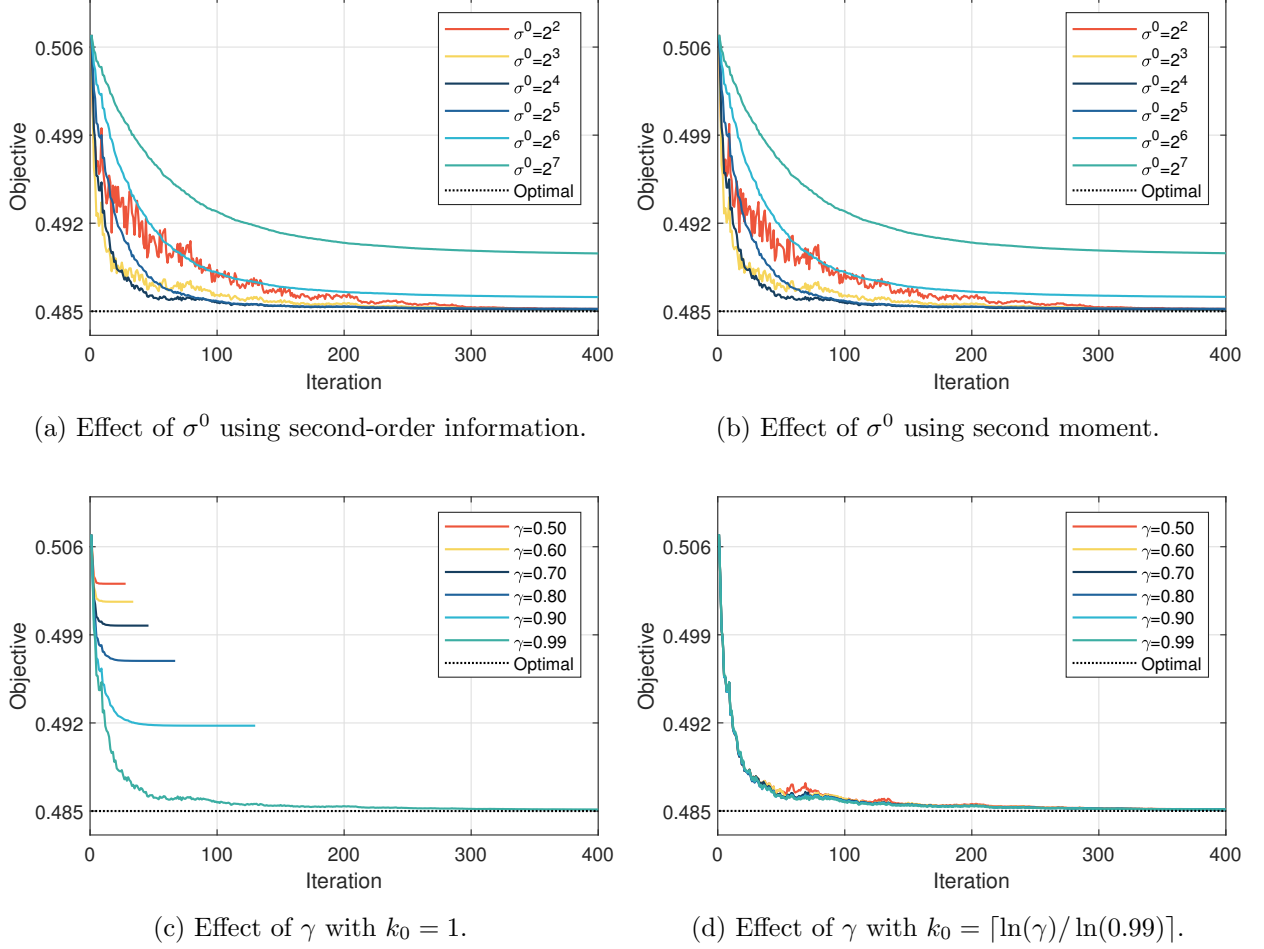 0.506
0.499
0.492
0.485
Objective
0 100 200 300 400
Iteration
σ⁰=2²
σ⁰=2³
σ⁰=2⁴
σ⁰=2⁵
σ⁰=2⁶
σ⁰=2⁷
Optimal
(a) Effect of σ⁰ using second-order information.
0.506
0.499
0.492
0.485
Objective
0 100 200 300 400
Iteration
σ⁰=2²
σ⁰=2³
σ⁰=2⁴
σ⁰=2⁵
σ⁰=2⁶
σ⁰=2⁷
Optimal
(b) Effect of σ⁰ using second moment.
0.506
0.499
0.492
0.485
Objective
0 100 200 300 400
Iteration
γ=0.50
γ=0.60
γ=0.70
γ=0.80
γ=0.90
γ=0.99
Optimal
(c) Effect of γ with k₀ = 1.
0.506
0.499
0.492
0.485
Objective
0 100 200 300 400
Iteration
γ=0.50
γ=0.60
γ=0.70
γ=0.80
γ=0.90
γ=0.99
Optimal
(d) Effect of γ with k₀ = ⌈ln(γ)/ ln(0.99)⌉.